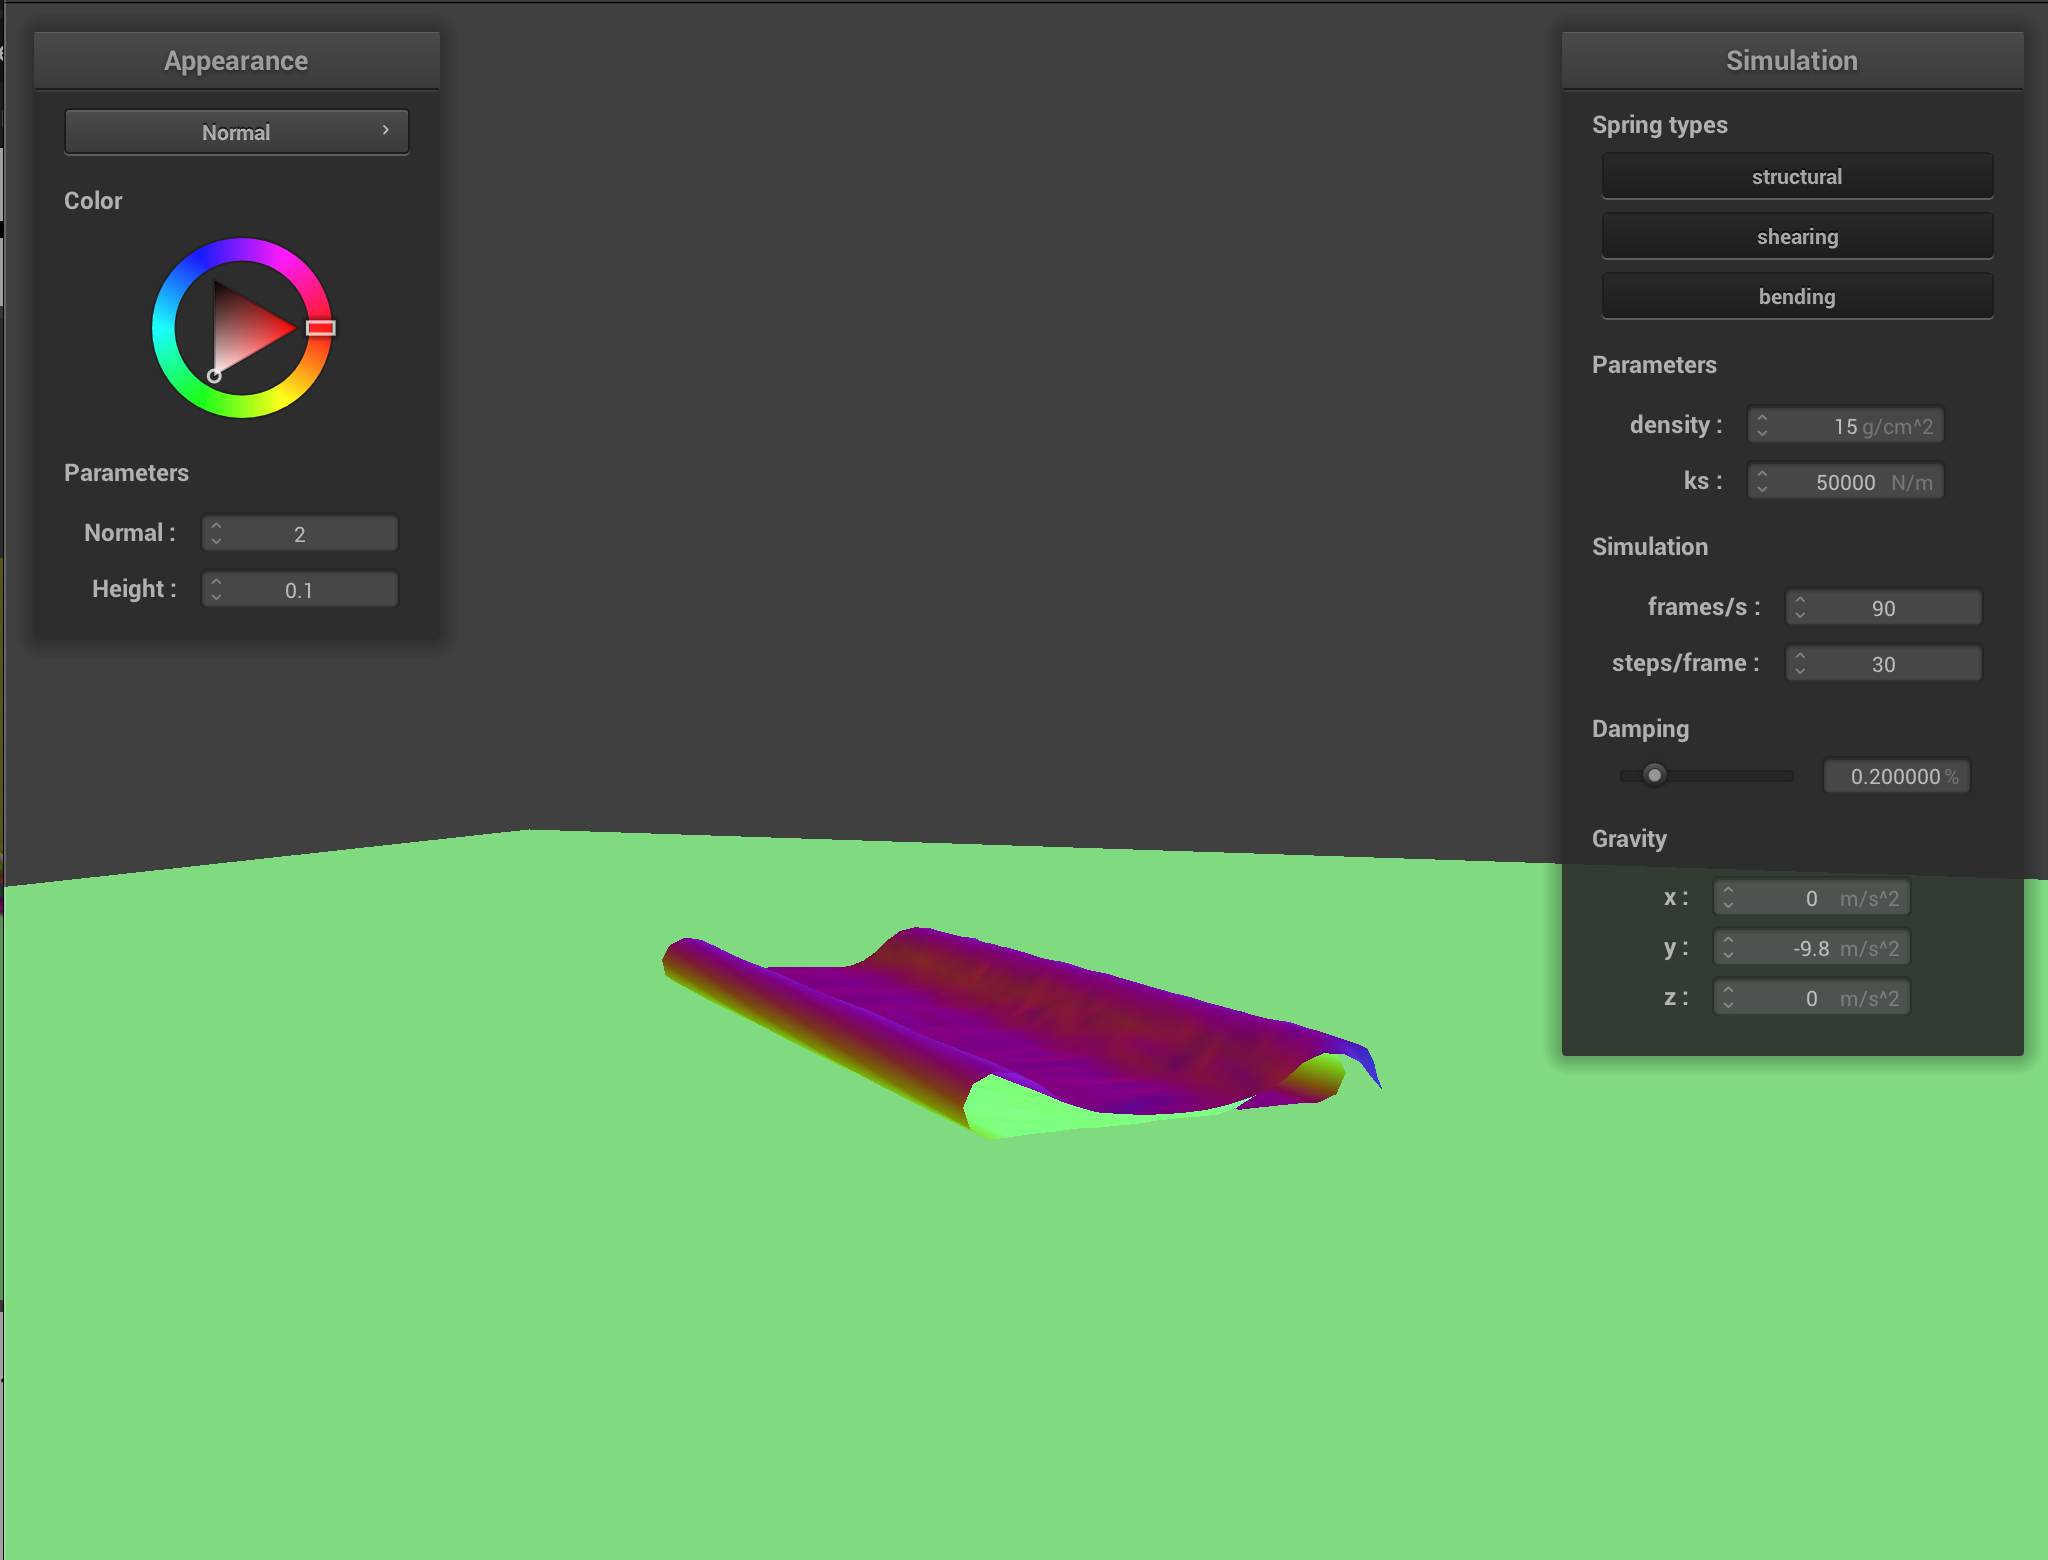 Appearance
Normal
Color
Parameters
Normal : 2
Height : 0.1
Simulation
Spring types
structural
shearing
bending
Parameters
density : 15 g/cm^2
ks : 50000 N/m
Simulation
frames/s : 90
steps/frame : 30
Damping
0.200000 %
Gravity
x : 0 m/s^2
y : -9.8 m/s^2
z : 0 m/s^2